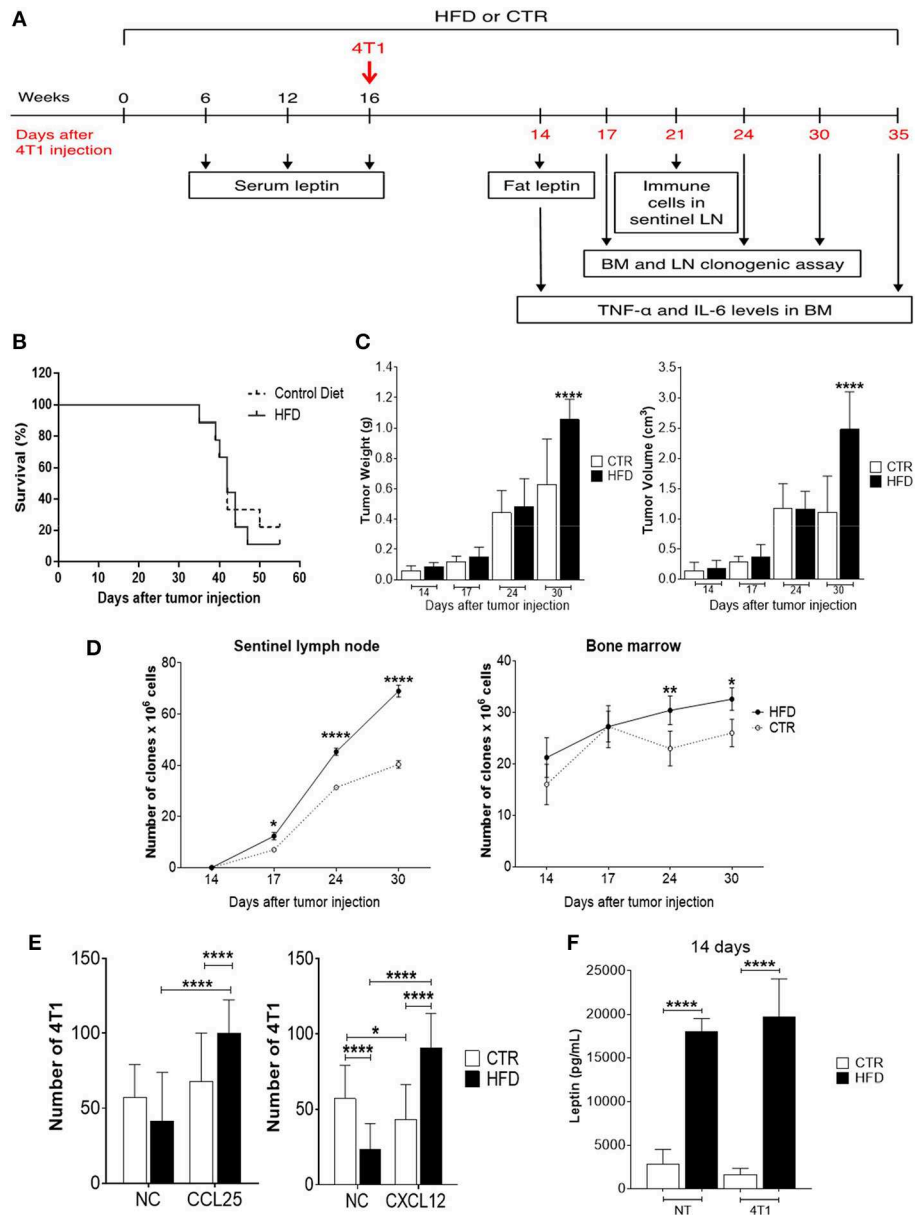 A
HFD or CTR
4T1
Weeks
0 6 12 16
Days after
4T1 injection
14 17 21 24 30 35
Serum leptin
Fat leptin
Immune
cells in
sentinel LN
BM and LN clonogenic assay
TNF-α and IL-6 levels in BM
B
120
100
80
60
40
20
0
Survival (%)
Control Diet
HFD
0 10 20 30 40 50 60
Days after tumor injection
C
1.4
1.2
1.0
0.8
0.6
0.4
0.2
0.0
Tumor Weight (g)
****
CTR
HFD
14 17 24 30
Days after tumor injection
3.5
3.0
2.5
2.0
1.5
1.0
0.5
0.0
Tumor Volume (cm³)
****
CTR
HFD
14 17 24 30
Days after tumor injection
D
Sentinel lymph node
80
60
40
20
0
Number of clones x 10⁶ cells
*
****
****
14 17 24 30
Days after tumor injection
Bone marrow
40
30
20
10
0
Number of clones x 10⁶ cells
**
*
HFD
CTR
14 17 24 30
Days after tumor injection
E
150
100
50
0
Number of 4T1
****
****
NC CCL25
150
100
50
0
Number of 4T1
****
****
*
****
CTR
HFD
NC CXCL12
F
14 days
25000
20000
15000
10000
5000
0
Leptin (pg/mL)
****
****
CTR
HFD
NT 4T1